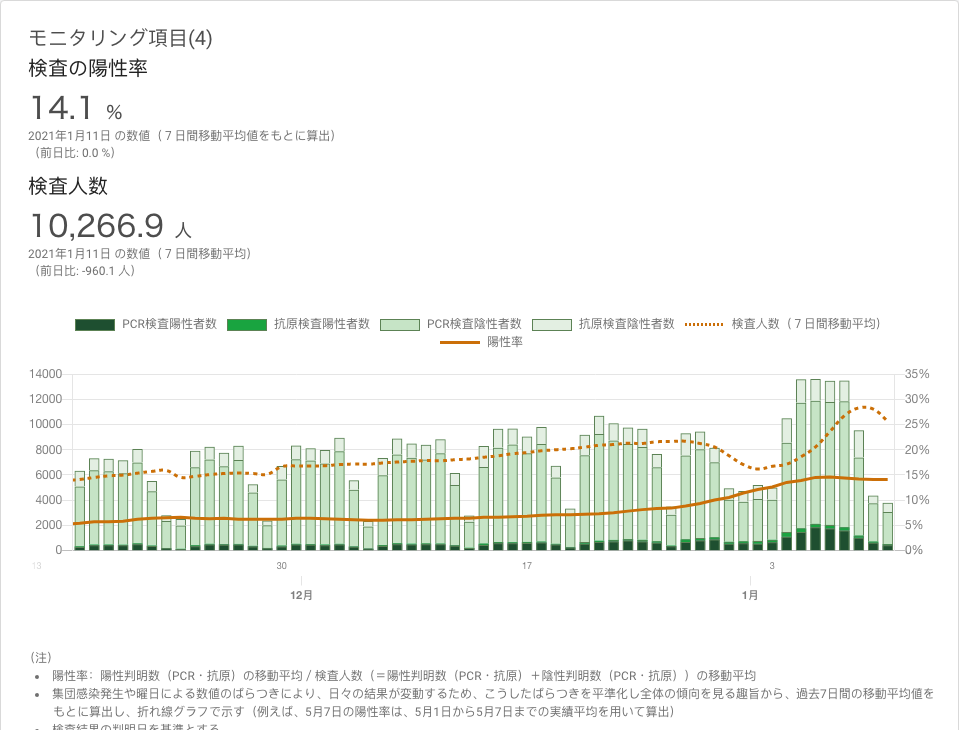 モニタリング項目(4)
検査の陽性率
14.1 %
2021年1月11日 の数値（７日間移動平均値をもとに算出）
（前日比: 0.0 %）
検査人数
10,266.9 人
2021年1月11日 の数値（７日間移動平均）
（前日比: -960.1 人）
PCR検査陽性者数 抗原検査陽性者数 PCR検査陰性者数 抗原検査陰性者数 検査人数（７日間移動平均）
陽性率
14000 35%
12000 30%
10000 25%
8000 20%
6000 15%
4000 10%
2000 5%
0 0%
13 30 17 3
12月 1月
（注）
• 陽性率：陽性判明数（PCR・抗原）の移動平均 / 検査人数（＝陽性判明数（PCR・抗原）＋陰性判明数（PCR・抗原））の移動平均
• 集団感染発生や曜日による数値のばらつきにより、日々の結果が変動するため、こうしたばらつきを平準化し全体の傾向を見る趣旨から、過去7日間の移動平均値を
もとに算出し、折れ線グラフで示す（例えば、5月7日の陽性率は、5月1日から5月7日までの実績平均を用いて算出）
• 検査結果の判明日を基準とする